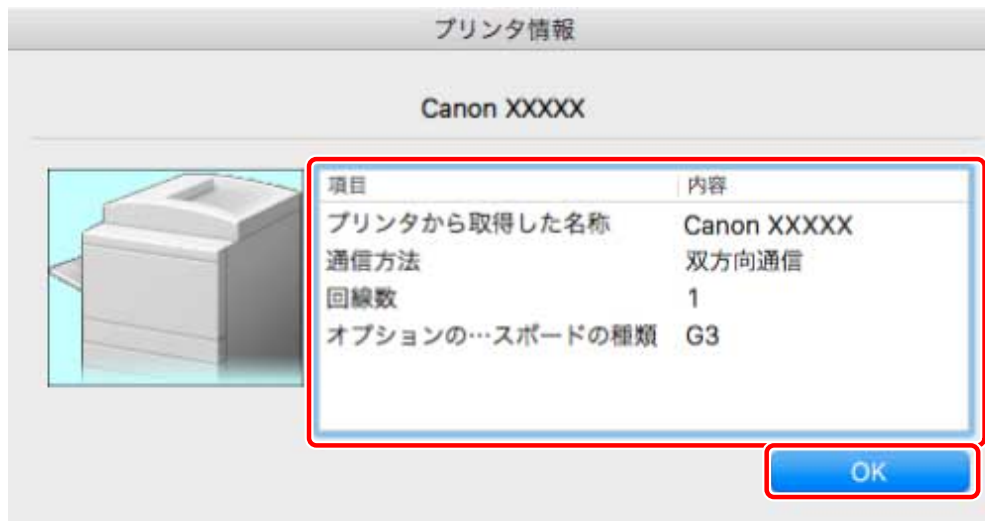 プリンタ情報
Canon XXXXX
項目 内容
プリンタから取得した名称 Canon XXXXX
通信方法 双方向通信
回線数 1
オプションの…スボードの種類 G3
OK